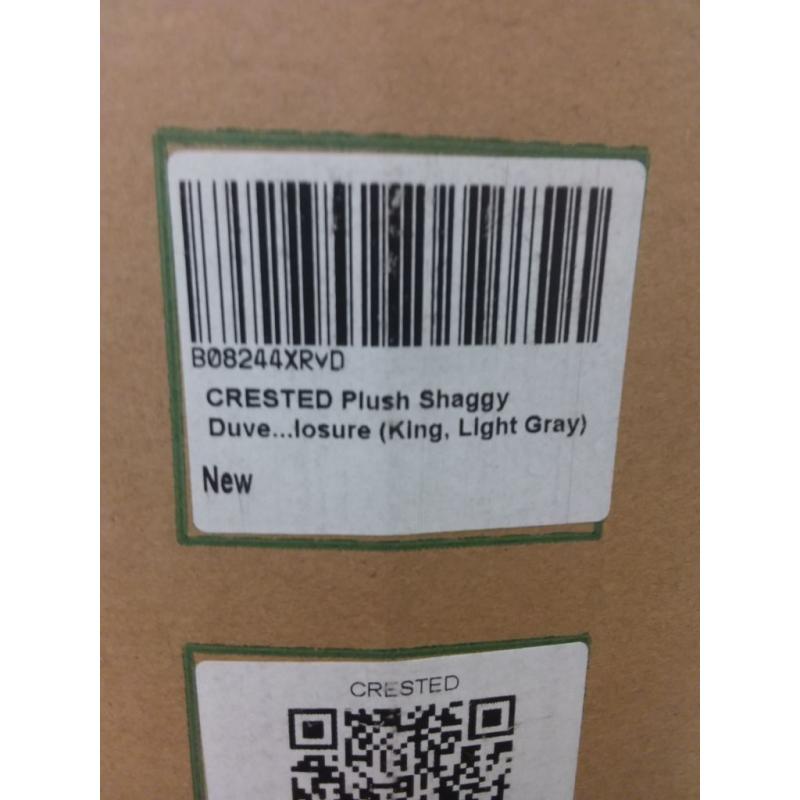 B08244XRVD
CRESTED Plush Shaggy
Duve...losure (King, Light Gray)
New
CRESTED